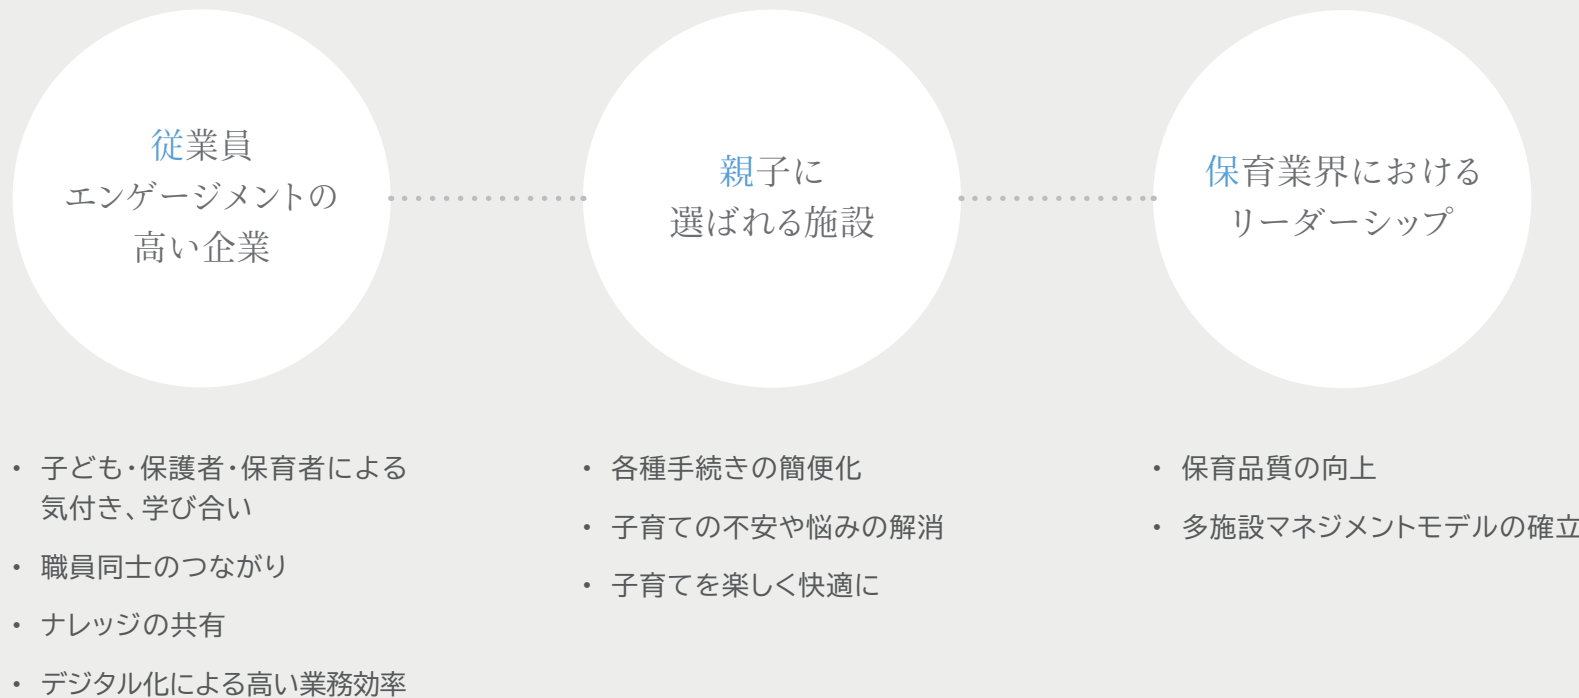 従業員
エンゲージメントの
高い企業
親子に
選ばれる施設
保育業界における
リーダーシップ
・ 子ども・保護者・保育者による
気付き、学び合い
・ 職員同士のつながり
・ ナレッジの共有
・ デジタル化による高い業務効率
・ 各種手続きの簡便化
・ 子育ての不安や悩みの解消
・ 子育てを楽しく快適に
・ 保育品質の向上
・ 多施設マネジメントモデルの確立